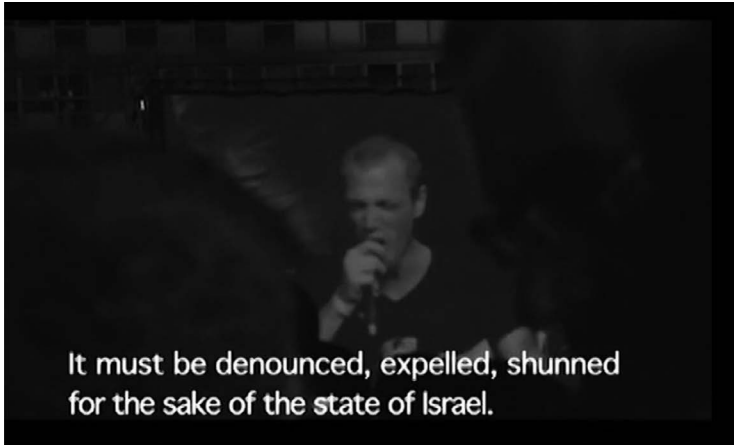 It must be denounced, expelled, shunned
for the sake of the state of Israel.